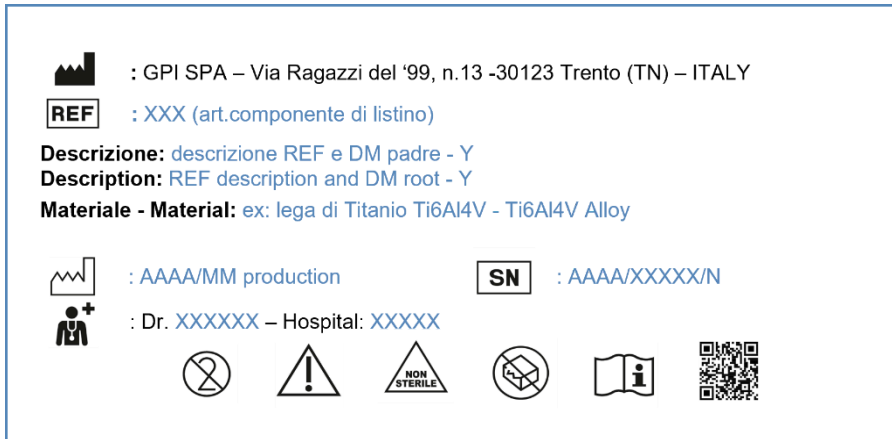 : GPI SPA – Via Ragazzi del ‘99, n.13 -30123 Trento (TN) – ITALY
REF : XXX (art.componente di listino)
Descrizione: descrizione REF e DM padre - Y
Description: REF description and DM root - Y
Materiale - Material: ex: lega di Titanio Ti6Al4V - Ti6Al4V Alloy
: AAAA/MM production SN : AAAA/XXXXX/N
: Dr. XXXXXX – Hospital: XXXXX
2 NON STERILE